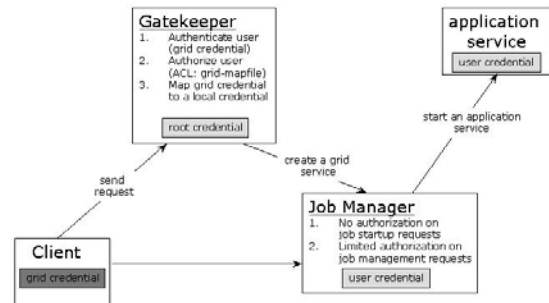 Gatekeeper
1. Authenticate user
(grid credential)
2. Authorize user
(ACL: grid-mapfile)
3. Map grid credential
to a local credential
root credential
application
service
user credential
start an application
service
send
request
create a grid
service
Job Manager
1. No authorization on
job startup requests
2. Limited authorization on
job management requests
user credential
Client
grid credential